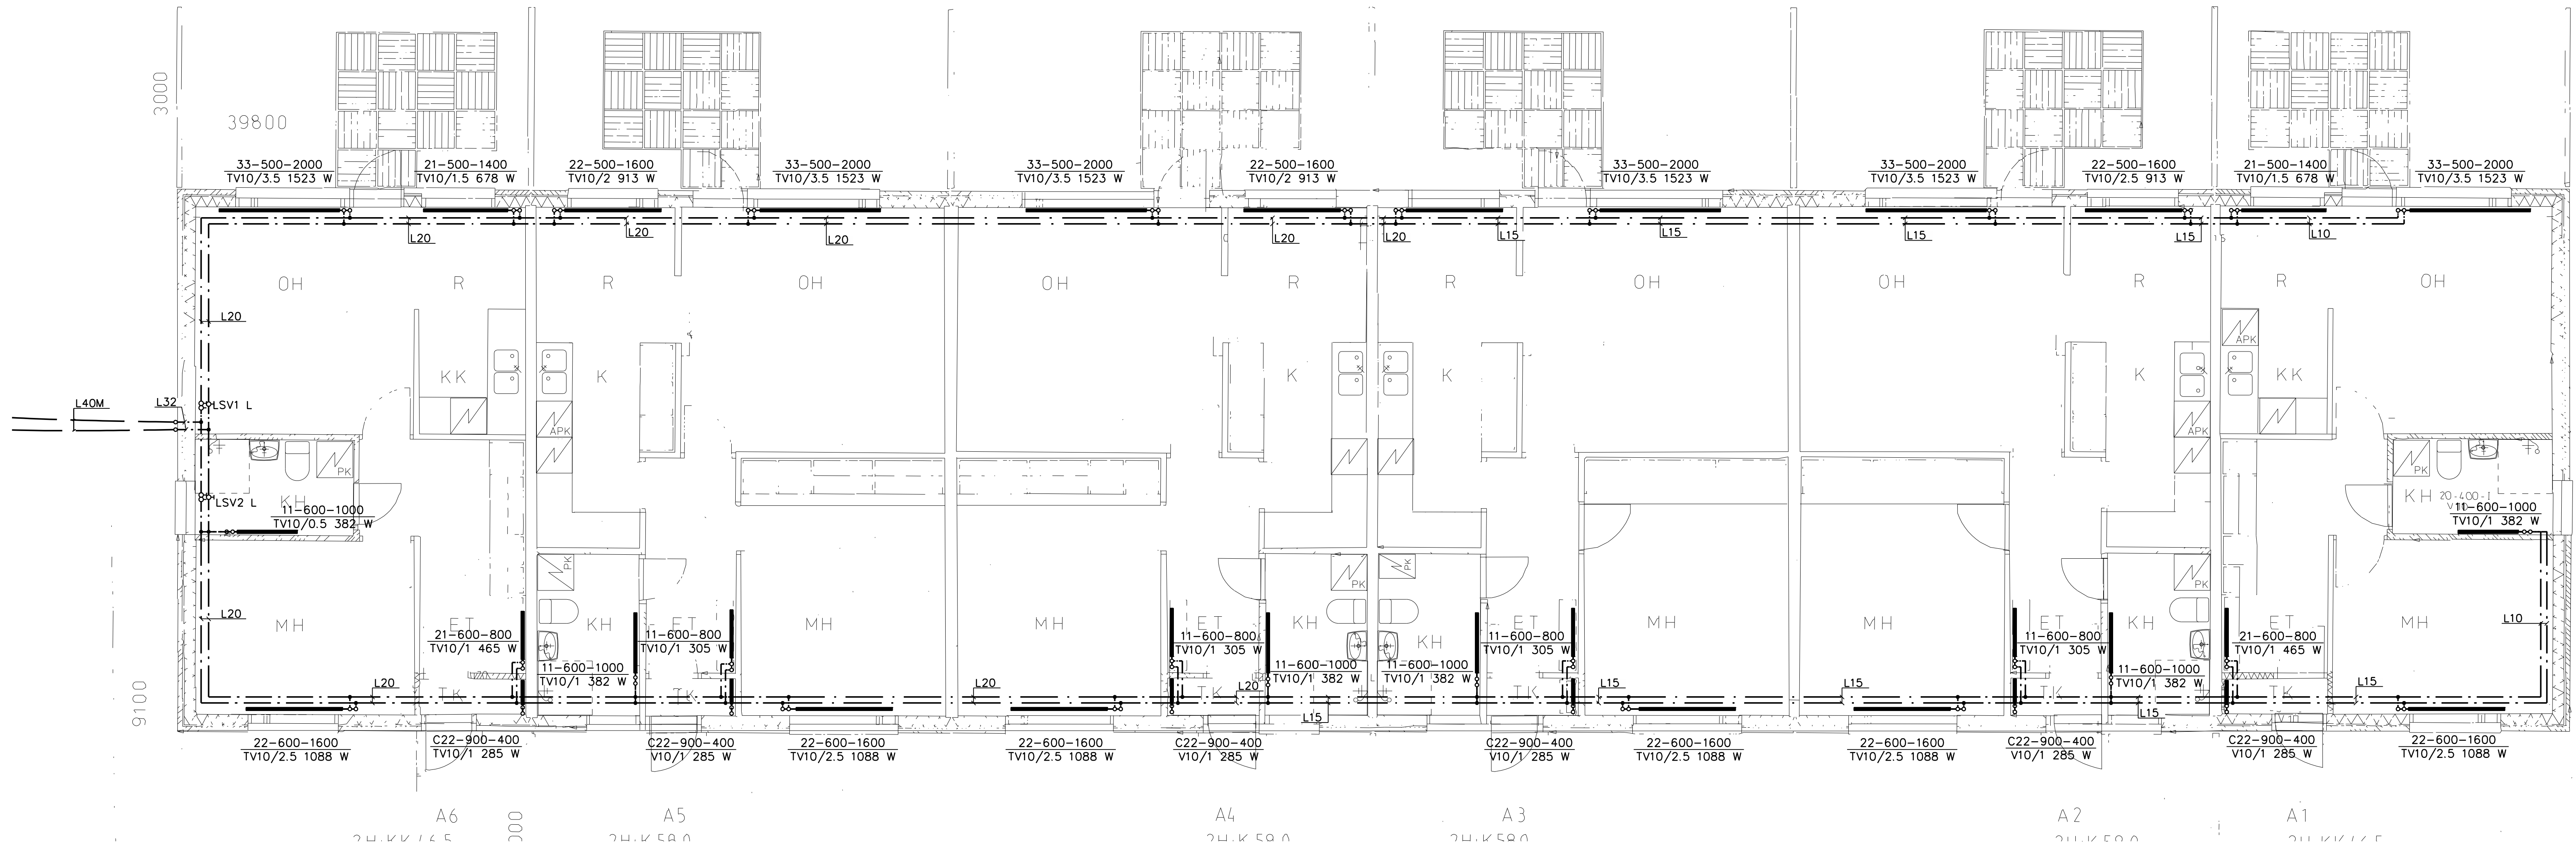 3000
39800
33-500-2000
TV10/3.5 1523 W
21-500-1400
TV10/1.5 678 W
22-500-1600
TV10/2 913 W
33-500-2000
TV10/3.5 1523 W
33-500-2000
TV10/3.5 1523 W
22-500-1600
TV10/2 913 W
33-500-2000
TV10/3.5 1523 W
33-500-2000
TV10/3.5 1523 W
22-500-1600
TV10/2.5 913 W
21-500-1400
TV10/1.5 678 W
33-500-2000
TV10/3.5 1523 W
L20
L20
L20
L20
L20
L15
L15
L15
L15
L10
OH
R
R
OH
OH
R
R
OH
OH
R
R
OH
L20
KK
K
K
K
K
KK
APK
L40M
L32
LSV1 L
APK
APK
PK
PK
KH
LSV2 L
11-600-1000
TV10/0.5 382 W
KH
20-400-1
11-600-1000
TV10/1 382 W
PK
PK
PK
PK
L20
MH
ET
KH
ET
MH
MH
ET
KH
KH
ET
MH
MH
ET
KH
ET
MH
L10
21-600-800
TV10/1 465 W
11-600-800
TV10/1 305 W
11-600-800
TV10/1 305 W
11-600-800
TV10/1 305 W
11-600-800
TV10/1 305 W
21-600-800
TV10/1 465 W
11-600-1000
TV10/1 382 W
11-600-1000
TV10/1 382 W
11-600-1000
TV10/1 382 W
11-600-1000
TV10/1 382 W
9100
L20
TK
TK
L20
TK
L20
L15
TK
L15
L15
TK
L15
TK
L15
22-600-1600
TV10/2.5 1088 W
C22-900-400
TV10/1 285 W
C22-900-400
V10/1 285 W
22-600-1600
TV10/2.5 1088 W
22-600-1600
TV10/2.5 1088 W
C22-900-400
V10/1 285 W
C22-900-400
V10/1 285 W
22-600-1600
TV10/2.5 1088 W
22-600-1600
TV10/2.5 1088 W
C22-900-400
V10/1 285 W
C22-900-400
V10/1 285 W
22-600-1600
TV10/2.5 1088 W
A6
A5
A4
A3
A2
A1